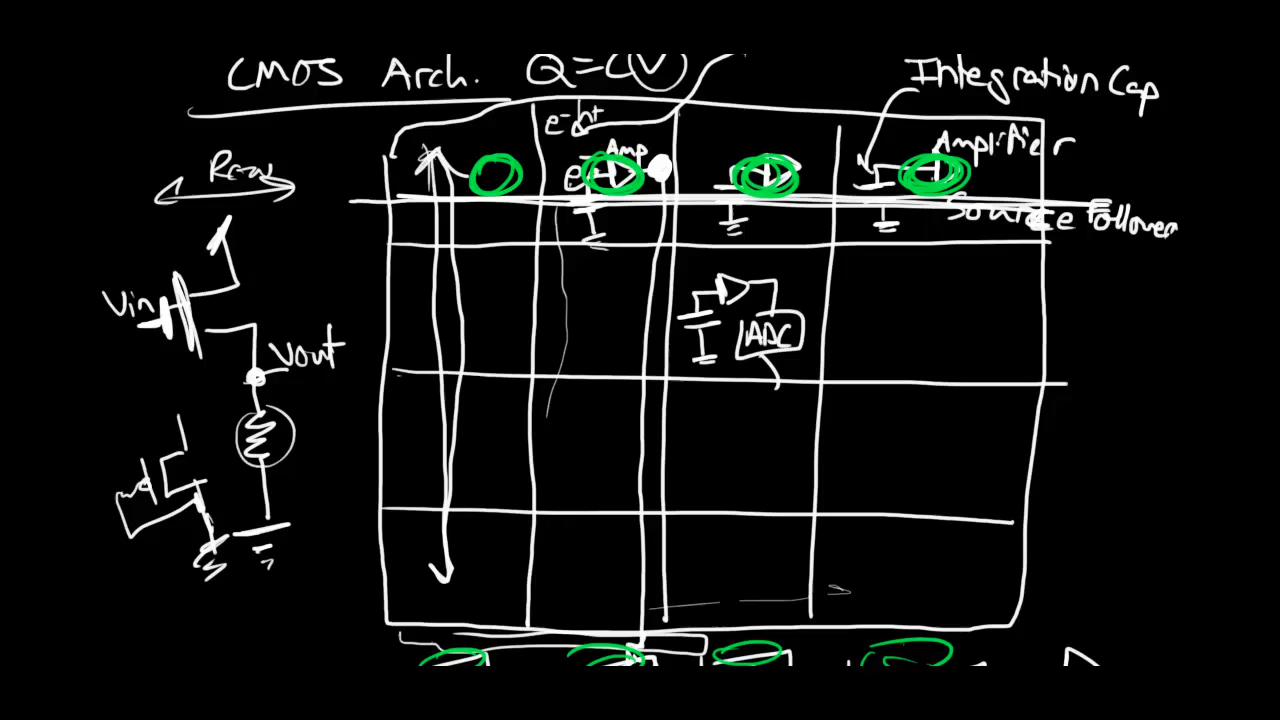 CMOS Arch. Q=CV
Integration Cap
e- h+
Row
Amp
Amplifier
e
Source Follower
Vin
Vout
ADC